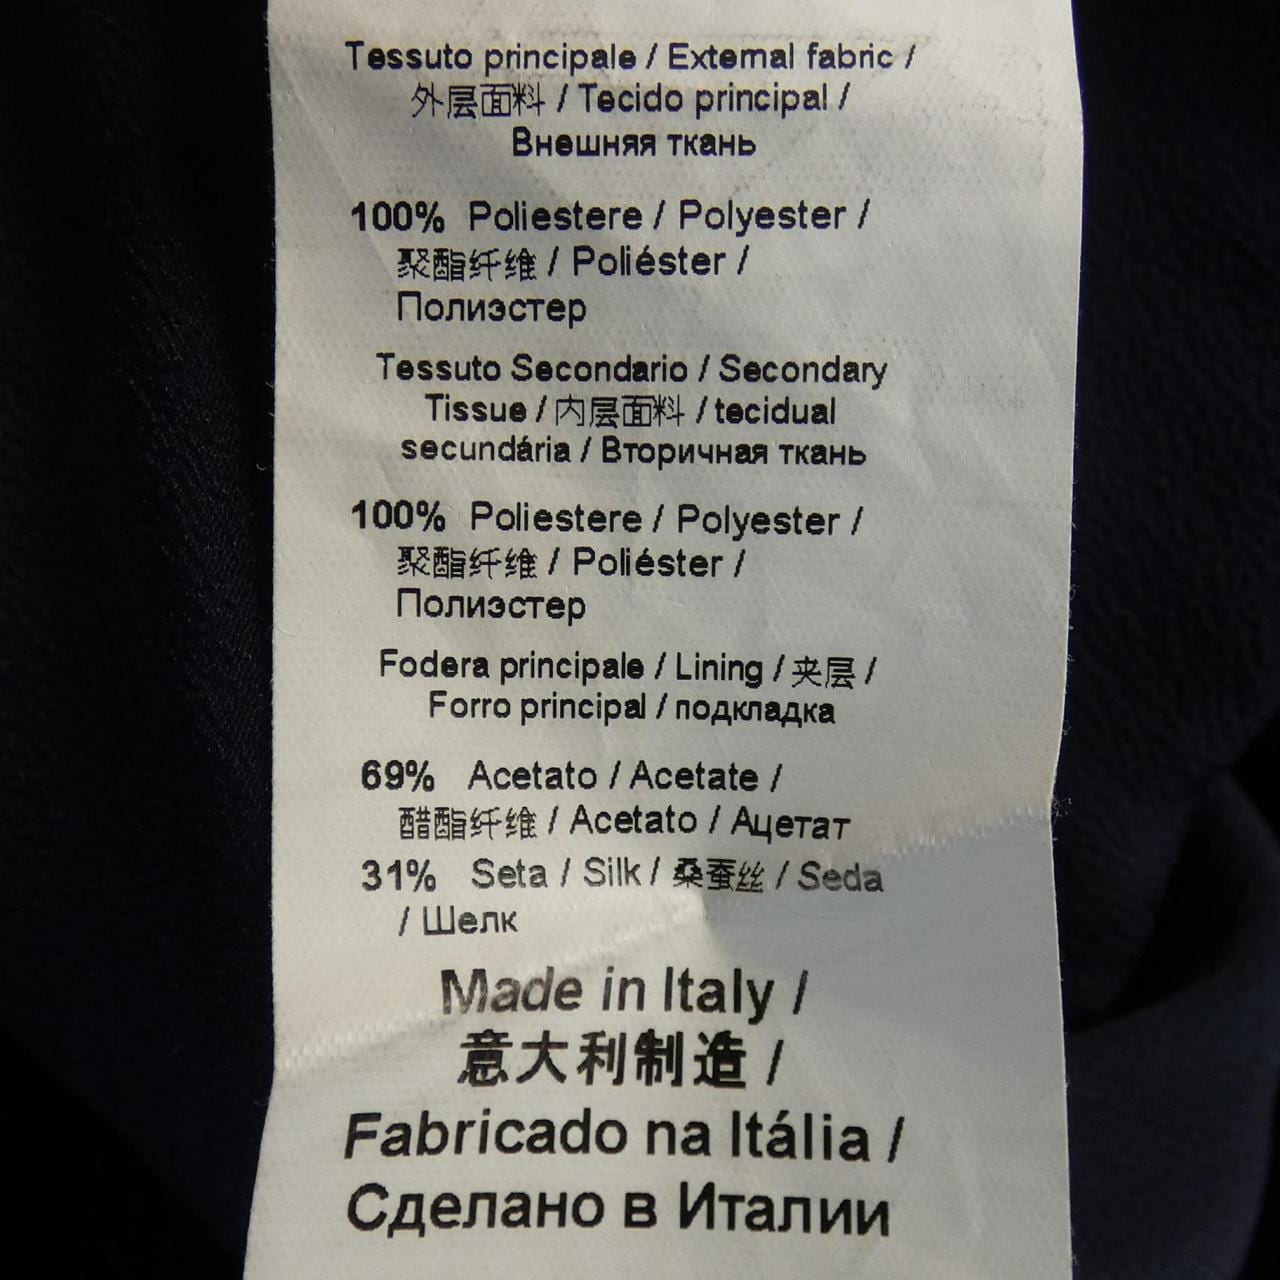 Tessuto principale / External fabric /
外层面料 / Tecido principal /
Внешняя ткань
100% Poliestere / Polyester /
聚酯纤维 / Poliéster /
Полиэстер
Tessuto Secondario / Secondary
Tissue / 内层面料 / tecidual
secundária / Вторичная ткань
100% Poliestere / Polyester /
聚酯纤维 / Poliéster /
Полиэстер
Fodera principale / Lining / 夹层 /
Forro principal / подкладка
69% Acetato / Acetate /
醋酯纤维 / Acetato / Ацетат
31% Seta / Silk / 桑蚕丝 / Seda
/ Шелк
Made in Italy /
意大利制造 /
Fabricado na Itália /
Сделано в Италии